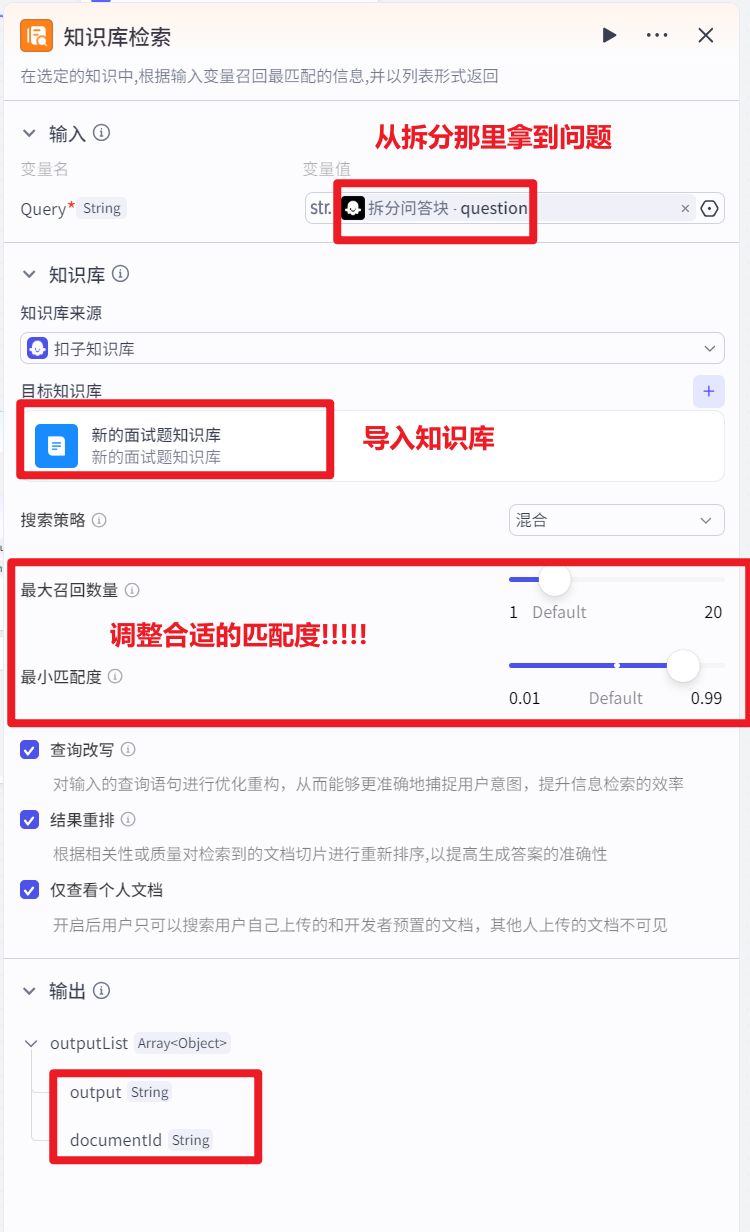 知识库检索
在选定的知识中,根据输入变量召回最匹配的信息,并以列表形式返回
输入
从拆分那里拿到问题
变量名 变量值
Query* String str. 拆分问答块 - question
知识库
知识库来源
扣子知识库
目标知识库
新的面试题知识库
新的面试题知识库
导入知识库
搜索策略 混合
最大召回数量
1 Default 20
调整合适的匹配度!!!!!
最小匹配度
0.01 Default 0.99
查询改写
对输入的查询语句进行优化重构，从而能够更准确地捕捉用户意图，提升信息检索的效率
结果重排
根据相关性或质量对检索到的文档切片进行重新排序,以提高生成答案的准确性
仅查看个人文档
开启后用户只可以搜索用户自己上传的和开发者预置的文档，其他人上传的文档不可见
输出
outputList Array<Object>
output String
documentId String